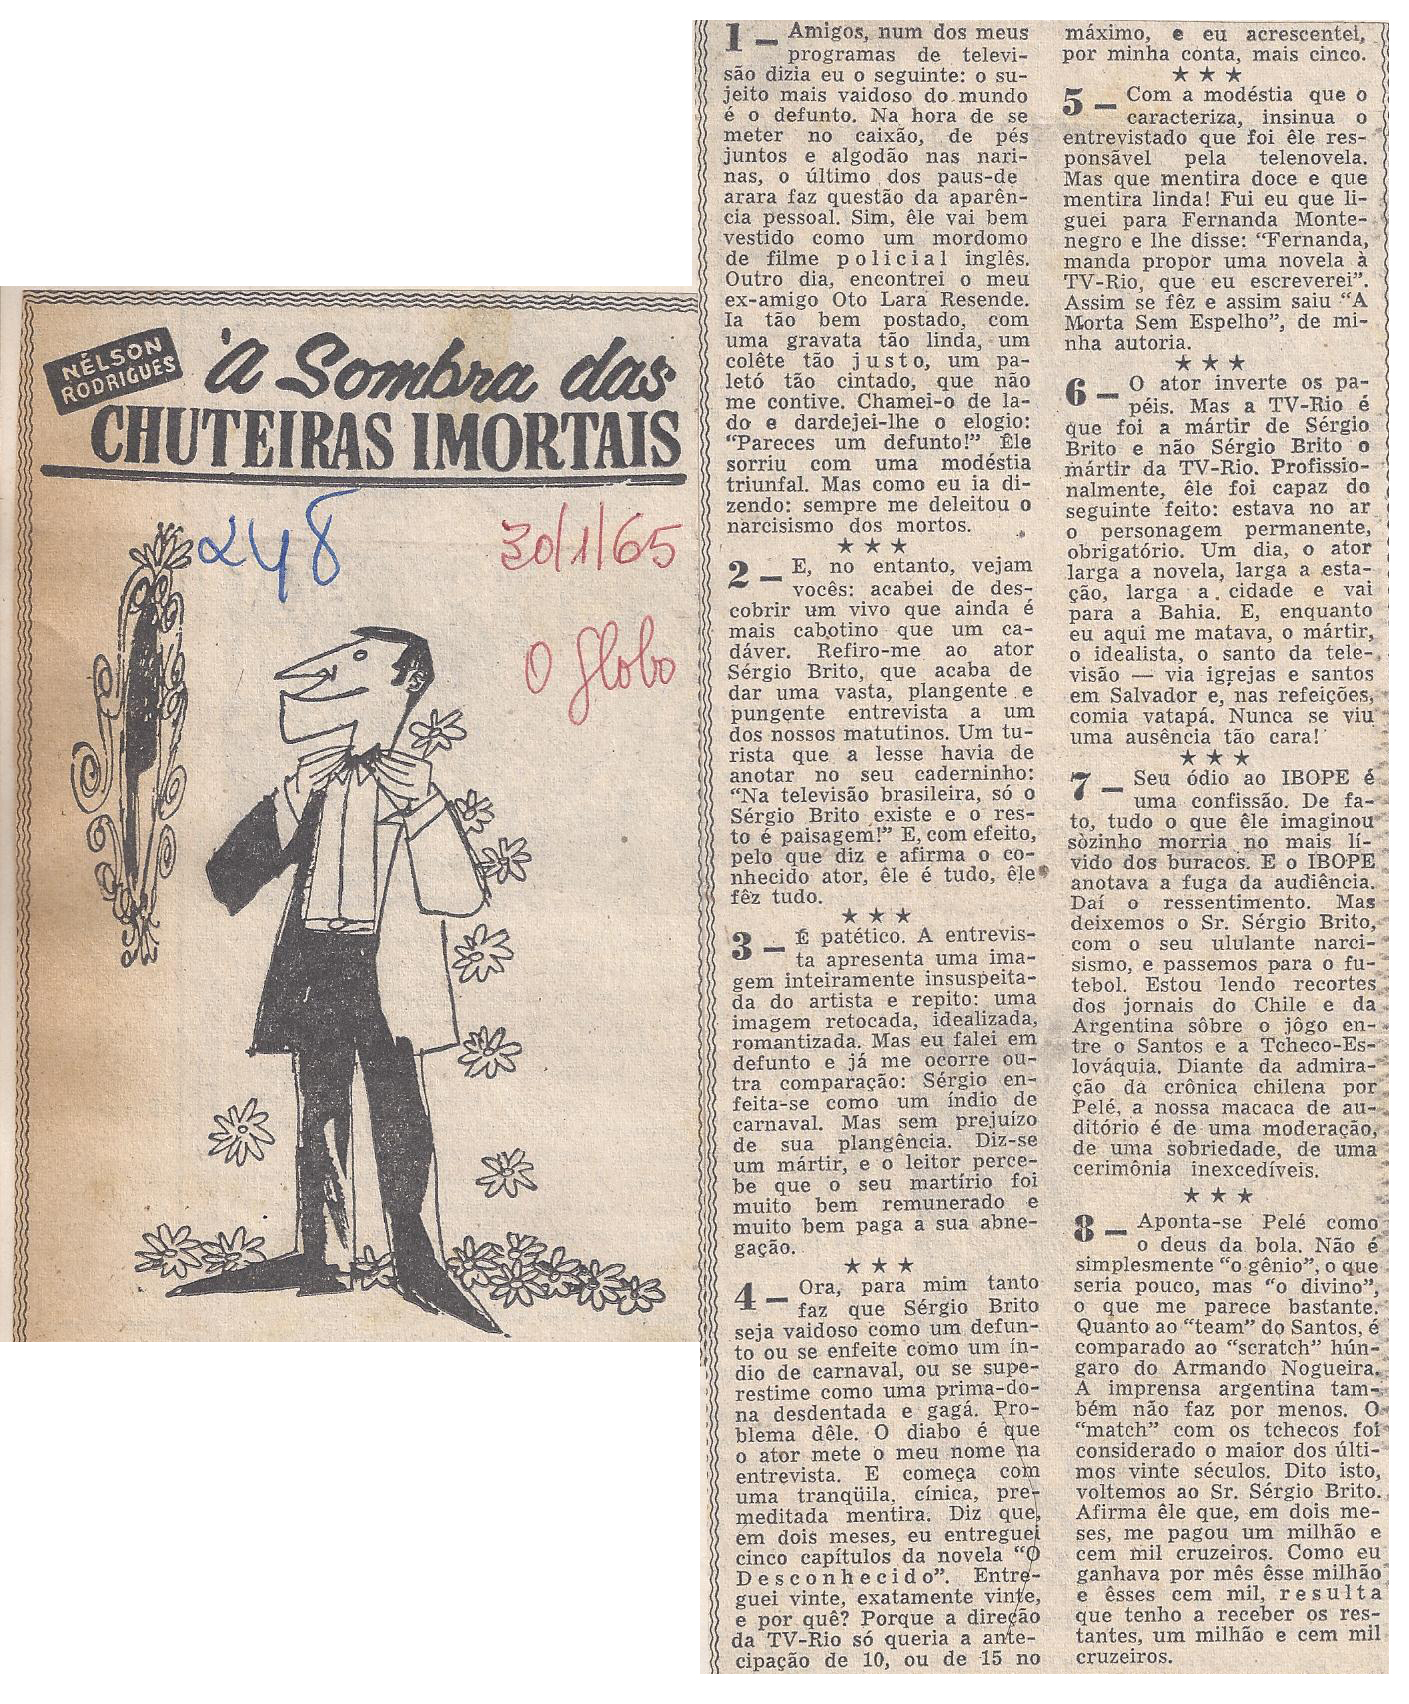 NÉLSON
RODRIGUES
'A Sombra das
CHUTEIRAS IMORTAIS
248
30/1/65
O Globo
1 — Amigos, num dos meus
programas de televi-
são dizia eu o seguinte: o su-
jeito mais vaidoso do mundo
é o defunto. Na hora de se
meter no caixão, de pés
juntos e algodão nas nari-
nas, o último dos paus-de
arara faz questão da aparên-
cia pessoal. Sim, êle vai bem
vestido como um mordomo
de filme policial inglês.
Outro dia, encontrei o meu
ex-amigo Oto Lara Resende.
Ia tão bem postado, com
uma gravata tão linda, um
colête tão justo, um pa-
letó tão cintado, que não
me contive. Chamei-o de la-
do e dardejei-lhe o elogio:
"Pareces um defunto!" Êle
sorriu com uma modéstia
triunfal. Mas como eu ia di-
zendo: sempre me deleitou o
narcisismo dos mortos.
★ ★ ★
2 — E, no entanto, vejam
vocês: acabei de des-
cobrir um vivo que ainda é
mais cabotino que um ca-
dáver. Refiro-me ao ator
Sérgio Brito, que acaba de
dar uma vasta, plangente e
pungente entrevista a um
dos nossos matutinos. Um tu-
rista que a lesse havia de
anotar no seu caderninho:
"Na televisão brasileira, só o
Sérgio Brito existe e o res-
to é paisagem!" E, com efeito,
pelo que diz e afirma o co-
nhecido ator, êle é tudo, êle
fêz tudo.
★ ★ ★
3 — É patético. A entrevis-
ta apresenta uma ima-
gem inteiramente insuspeita-
da do artista e repito: uma
imagem retocada, idealizada,
romantizada. Mas eu falei em
defunto e já me ocorre ou-
tra comparação: Sérgio en-
feita-se como um índio de
carnaval. Mas sem prejuízo
de sua plangência. Diz-se
um mártir, e o leitor perce-
be que o seu martírio foi
muito bem remunerado e
muito bem paga a sua abne-
gação.
★ ★ ★
4 — Ora, para mim tanto
faz que Sérgio Brito
seja vaidoso como um defun-
to ou se enfeite como um ín-
dio de carnaval, ou se supe-
restime como uma prima-do-
na desdentada e gagá. Pro-
blema dêle. O diabo é que
o ator mete o meu nome na
entrevista. E começa com
uma tranqüila, cínica, pre-
meditada mentira. Diz que,
em dois meses, eu entreguei
cinco capítulos da novela "O
Desconhecido". Entre-
guei vinte, exatamente vinte,
e por quê? Porque a direção
da TV-Rio só queria a ante-
cipação de 10, ou de 15 no
máximo, e eu acrescentei,
por minha conta, mais cinco.
★ ★ ★
5 — Com a modéstia que o
caracteriza, insinua o
entrevistado que foi êle res-
ponsável pela telenovela.
Mas que mentira doce e que
mentira linda! Fui eu que li-
guei para Fernanda Monte-
negro e lhe disse: "Fernanda,
manda propor uma novela à
TV-Rio, que eu escreverei".
Assim se fêz e assim saiu "A
Morta Sem Espelho", de mi-
nha autoria.
★ ★ ★
6 — O ator inverte os pa-
péis. Mas a TV-Rio é
que foi a mártir de Sérgio
Brito e não Sérgio Brito o
mártir da TV-Rio. Profissio-
nalmente, êle foi capaz do
seguinte feito: estava no ar
o personagem permanente,
obrigatório. Um dia, o ator
larga a novela, larga a esta-
ção, larga a cidade e vai
para a Bahia. E, enquanto
eu aqui me matava, o mártir,
o idealista, o santo da tele-
visão — via igrejas e santos
em Salvador e, nas refeições,
comia vatapá. Nunca se viu
uma ausência tão cara!
★ ★ ★
7 — Seu ódio ao IBOPE é
uma confissão. De fa-
to, tudo o que êle imaginou
sòzinho morria no mais lí-
vido dos buracos. E o IBOPE
anotava a fuga da audiência.
Daí o ressentimento. Mas
deixemos o Sr. Sérgio Brito,
com o seu ululante narci-
sismo, e passemos para o fu-
tebol. Estou lendo recortes
dos jornais do Chile e da
Argentina sôbre o jôgo en-
tre o Santos e a Tcheco-Es-
lováquia. Diante da admira-
ção da crônica chilena por
Pelé, a nossa macaca de au-
ditório é de uma moderação,
de uma sobriedade, de uma
cerimônia inexcedíveis.
★ ★ ★
8 — Aponta-se Pelé como
o deus da bola. Não é
simplesmente "o gênio", o que
seria pouco, mas "o divino",
o que me parece bastante.
Quanto ao "team" do Santos, é
comparado ao "scratch" hún-
garo do Armando Nogueira.
A imprensa argentina tam-
bém não faz por menos. O
"match" com os tchecos foi
considerado o maior dos últi-
mos vinte séculos. Dito isto,
voltemos ao Sr. Sérgio Brito.
Afirma êle que, em dois me-
ses, me pagou um milhão e
cem mil cruzeiros. Como eu
ganhava por mês êsse milhão
e êsses cem mil, resulta
que tenho a receber os res-
tantes, um milhão e cem mil
cruzeiros.